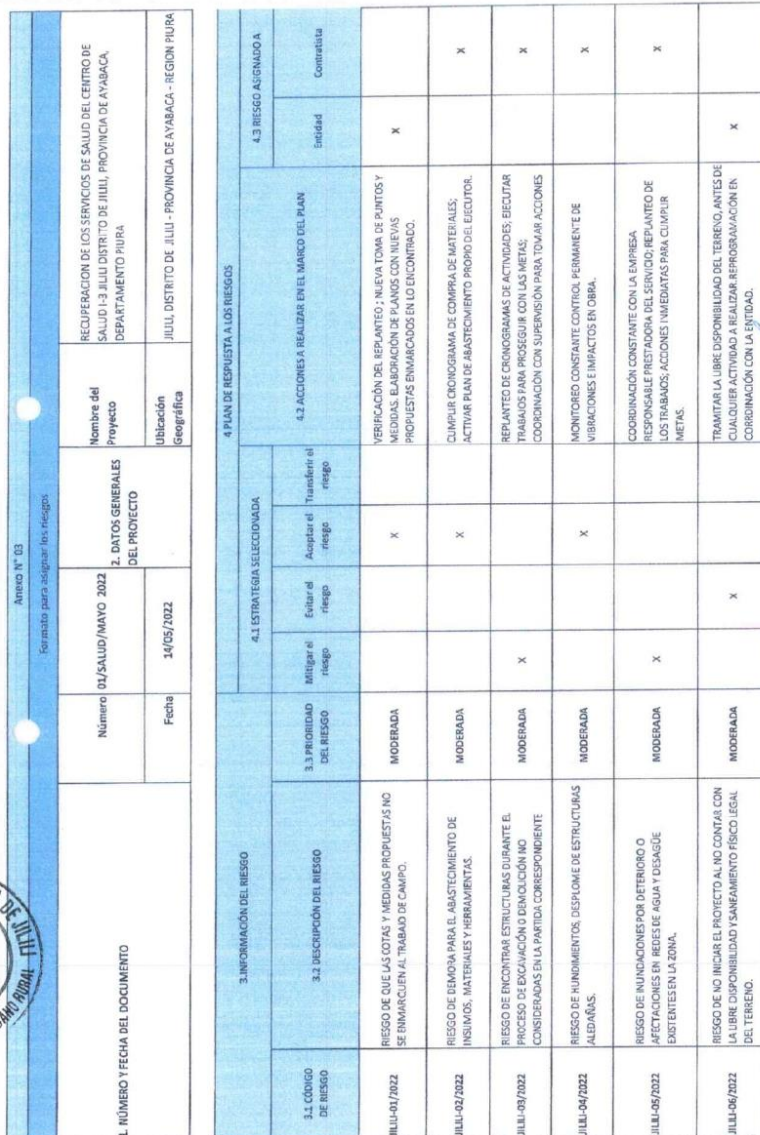 Anexo N° 03
Formato para asignar los riesgos
1. NÚMERO Y FECHA DEL DOCUMENTO
Número
01/SALUD/MAYO 2022
Fecha
14/05/2022
2. DATOS GENERALES
DEL PROYECTO
Nombre del
Proyecto
RECUPERACION DE LOS SERVICIOS DE SALUD DEL CENTRO DE
SALUD I-3 JILILI DISTRITO DE JILILI, PROVINCIA DE AYABACA,
DEPARTAMENTO PIURA
Ubicación
Geográfica
JILILI, DISTRITO DE JILILI - PROVINCIA DE AYABACA - REGION PIURA
3.INFORMACIÓN DEL RIESGO
4 PLAN DE RESPUESTA A LOS RIESGOS
3.1 CÓDIGO
DE RIESGO
3.2 DESCRIPCIÓN DEL RIESGO
3.3 PRIORIDAD
DEL RIESGO
4.1 ESTRATEGIA SELECCIONADA
Mitigar el
riesgo
Evitar el
riesgo
Aceptar el
riesgo
Transferir el
riesgo
4.2 ACCIONES A REALIZAR EN EL MARCO DEL PLAN
4.3 RIESGO ASIGNADO A
Entidad
Contratista
JILILI-01/2022
RIESGO DE QUE LAS COTAS Y MEDIDAS PROPUESTAS NO
SE ENMARCUEN AL TRABAJO DE CAMPO.
MODERADA
X
VERIFICACIÓN DEL REPLANTEO ; NUEVA TOMA DE PUNTOS Y
MEDIDAS. ELABORACIÓN DE PLANOS CON NUEVAS
PROPUESTAS ENMARCADOS EN LO ENCONTRADO.
X
JILILI-02/2022
RIESGO DE DEMORA PARA EL ABASTECIMIENTO DE
INSUMOS, MATERIALES Y HERRAMIENTAS.
MODERADA
X
CUMPLIR CRONOGRAMA DE COMPRA DE MATERIALES;
ACTIVAR PLAN DE ABASTECIMIENTO PROPIO DEL EJECUTOR.
X
JILILI-03/2022
RIESGO DE ENCONTRAR ESTRUCTURAS DURANTE EL
PROCESO DE EXCAVACIÓN O DEMOLICIÓN NO
CONSIDERADAS EN LA PARTIDA CORRESPONDIENTE
MODERADA
X
REPLANTEO DE CRONOGRAMAS DE ACTIVIDADES; EJECUTAR
TRABAJOS PARA PROSEGUIR CON LAS METAS;
COORDINACIÓN CON SUPERVISIÓN PARA TOMAR ACCIONES
X
JILILI-04/2022
RIESGO DE HUNDIMIENTOS, DESPLOME DE ESTRUCTURAS
ALEDAÑAS.
MODERADA
X
MONITOREO CONSTANTE CONTROL PERMANENTE DE
VIBRACIONES E IMPACTOS EN OBRA.
X
JILILI-05/2022
RIESGO DE INUNDACIONES POR DETERIORO O
AFECTACIONES EN REDES DE AGUA Y DESAGÜE
EXISTENTES EN LA ZONA.
MODERADA
X
COORDINACIÓN CONSTANTE CON LA EMPRESA
RESPONSABLE PRESTADORA DEL SERVICIO; REPLANTEO DE
LOS TRABAJOS; ACCIONES INMEDIATAS PARA CUMPLIR
METAS.
X
JILILI-06/2022
RIESGO DE NO INICIAR EL PROYECTO AL NO CONTAR CON
LA LIBRE DISPONIBILIDAD Y SANEAMIENTO FÍSICO LEGAL
DEL TERRENO.
MODERADA
X
TRAMITAR LA LIBRE DISPONIBILIDAD DEL TERRENO, ANTES DE
CUALQUIER ACTIVIDAD A REALIZAR REPROGRAMACIÓN EN
CORRDINACIÓN CON LA ENTIDAD.
X